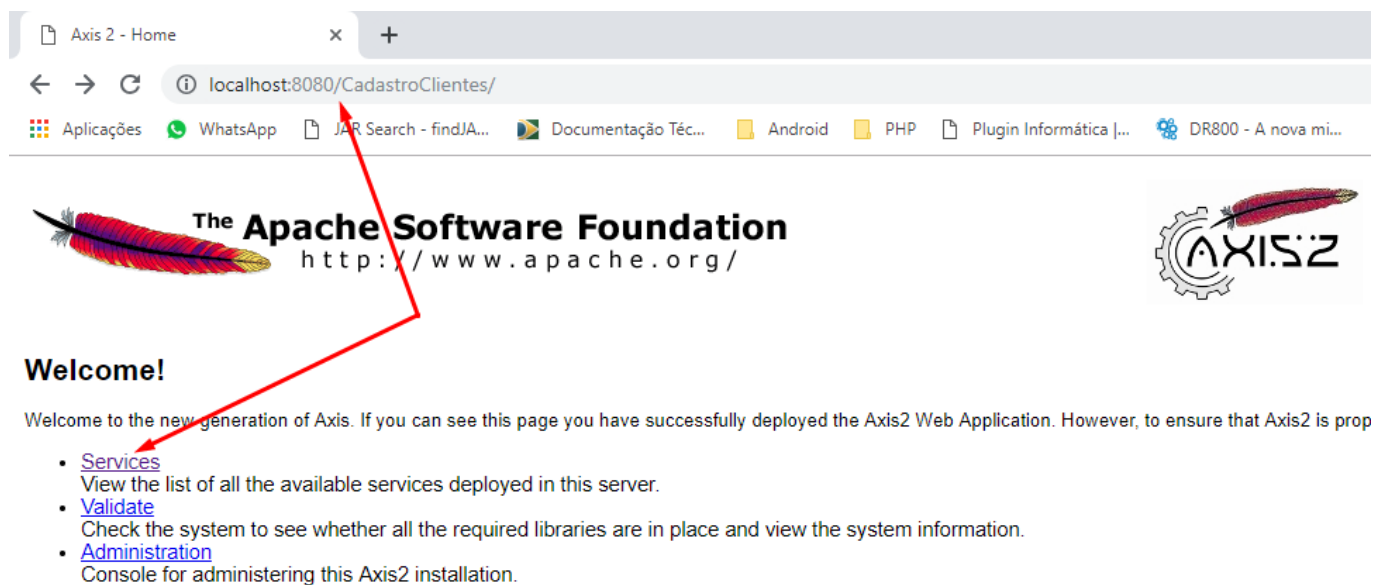 Axis 2 - Home
localhost:8080/CadastroClientes/
Aplicações WhatsApp JAR Search - findJA... Documentação Téc... Android PHP Plugin Informática |... DR800 - A nova mi...
The Apache Software Foundation
http://www.apache.org/
AXIS2
Welcome!
Welcome to the new generation of Axis. If you can see this page you have successfully deployed the Axis2 Web Application. However, to ensure that Axis2 is prop
• Services
View the list of all the available services deployed in this server.
• Validate
Check the system to see whether all the required libraries are in place and view the system information.
• Administration
Console for administering this Axis2 installation.